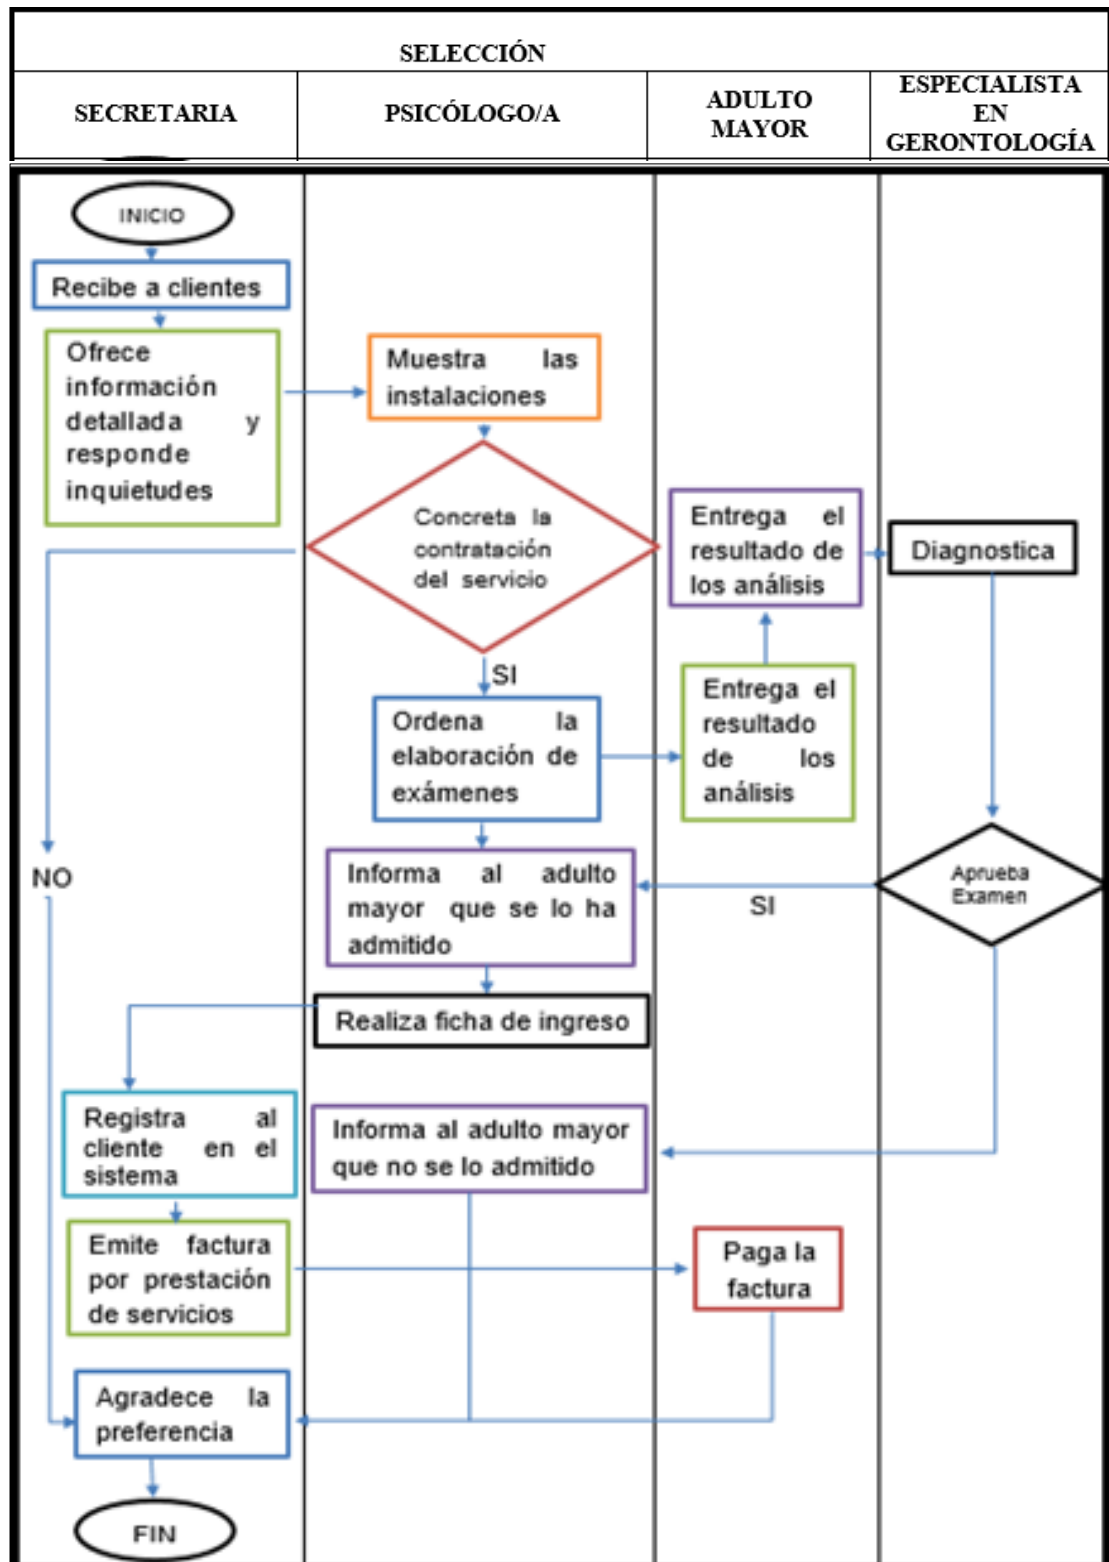 SELECCIÓN
SECRETARIA
PSICÓLOGO/A
ADULTO
MAYOR
ESPECIALISTA
EN
GERONTOLOGÍA
INICIO
Recibe a clientes
Ofrece
información
detallada y
responde
inquietudes
Muestra las
instalaciones
Concreta la
contratación
del servicio
Entrega el
resultado de
los análisis
Diagnostica
SI
Ordena la
elaboración de
exámenes
Entrega el
resultado
de los
análisis
NO
Informa al adulto
mayor que se lo ha
admitido
SI
Aprueba
Examen
Realiza ficha de ingreso
Registra al
cliente en el
sistema
Informa al adulto mayor
que no se lo admitido
Emite factura
por prestación
de servicios
Paga la
factura
Agradece la
preferencia
FIN